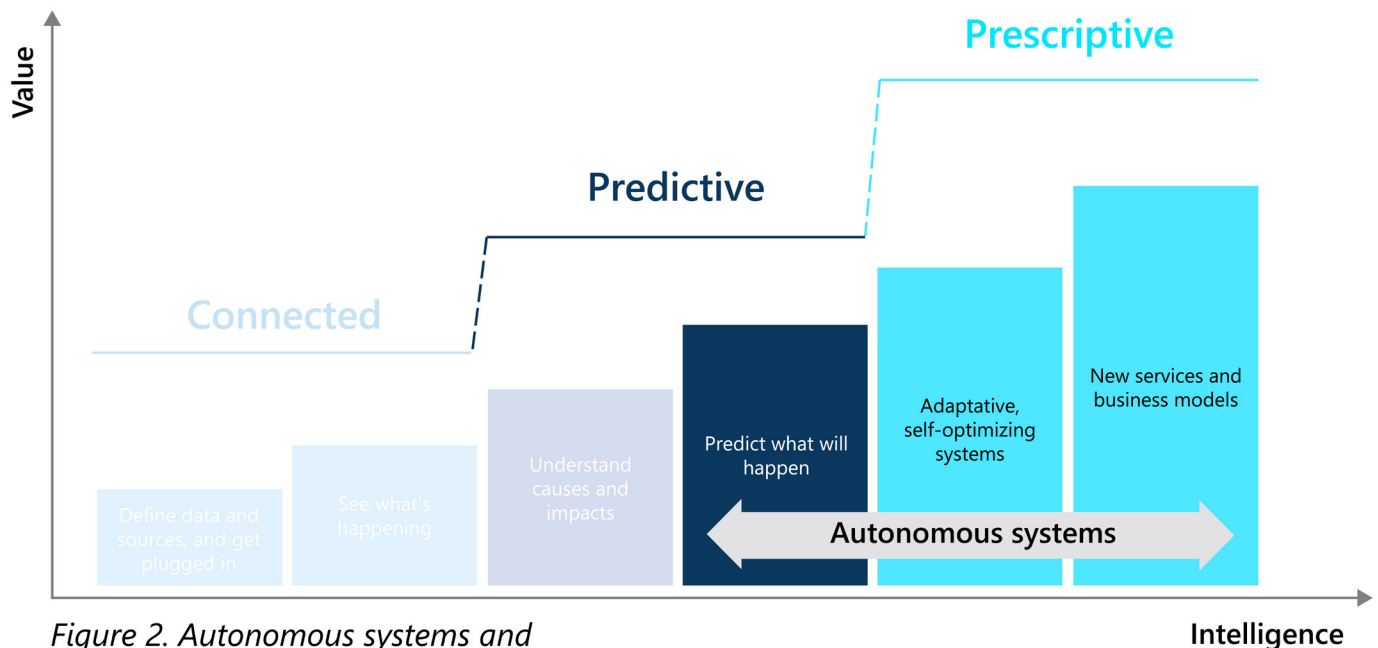 Value
Prescriptive
Predictive
Connected
Define data and
sources, and get
plugged in
See what's
happening
Understand
causes and
impacts
Predict what will
happen
Adaptative,
self-optimizing
systems
New services and
business models
Autonomous systems
Intelligence
Figure 2. Autonomous systems and